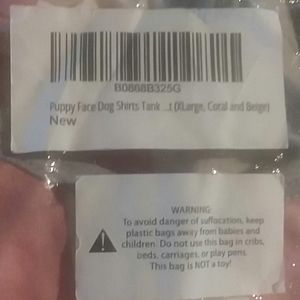 B0868B325G
Puppy Face Dog Shirts Tank ...t (XLarge, Coral and Beige)
New
WARNING:
To avoid danger of suffocation, keep
plastic bags away from babies and
children. Do not use this bag in cribs,
beds, carriages, or play pens.
This bag is NOT a toy!